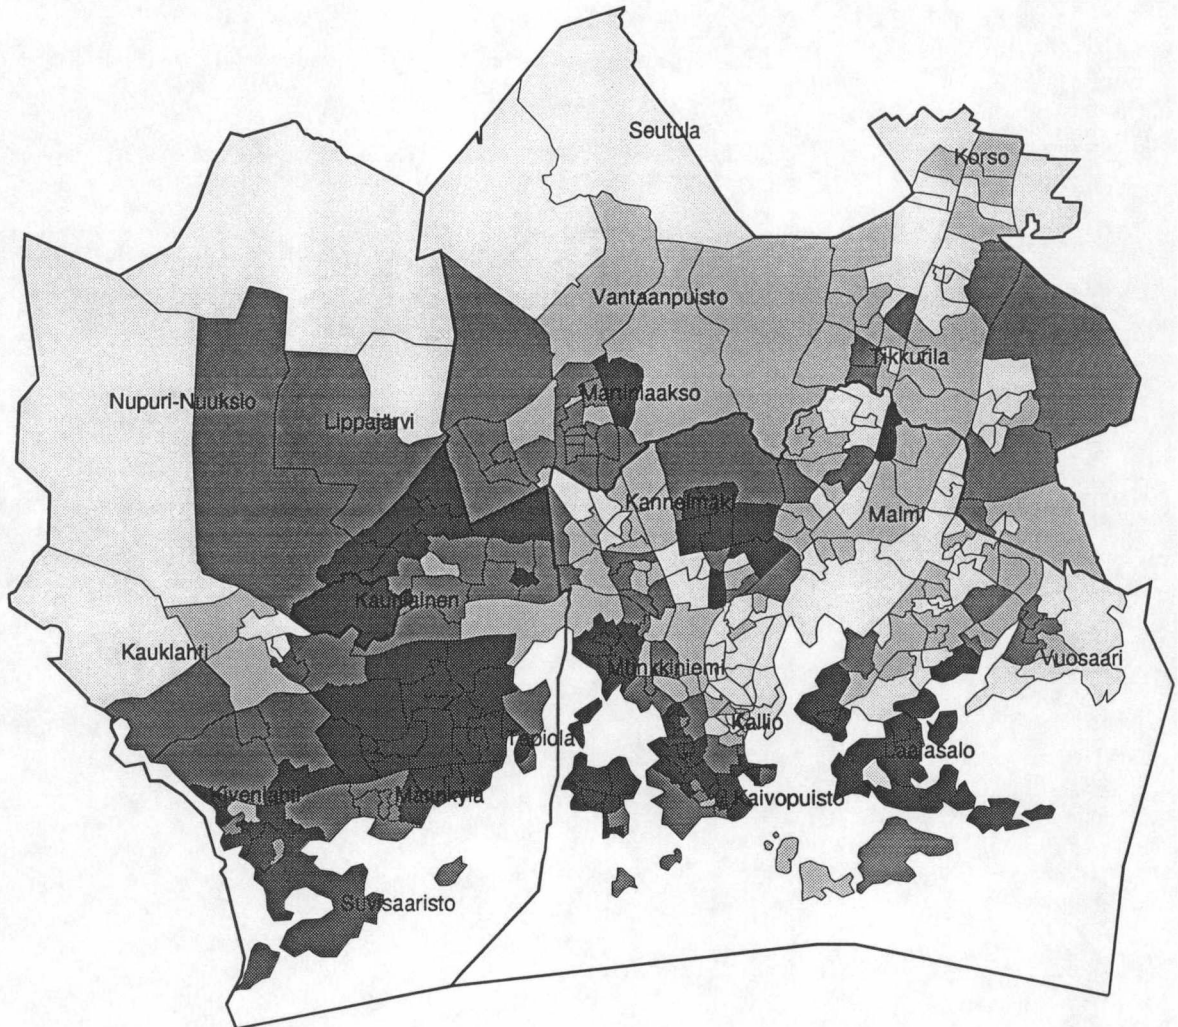 Seutula
Korso
Vantaanpuisto
Tikkurila
Martinlaakso
Nupuri-Nuuksio
Lippajärvi
Kannelmäki
Malmi
Kauniainen
Kauklahti
Munkkiniemi
Vuosaari
Kallio
Tapiola
Laajasalo
Kivenlahti
Matinkylä
Kaivopuisto
Suvisaaristo